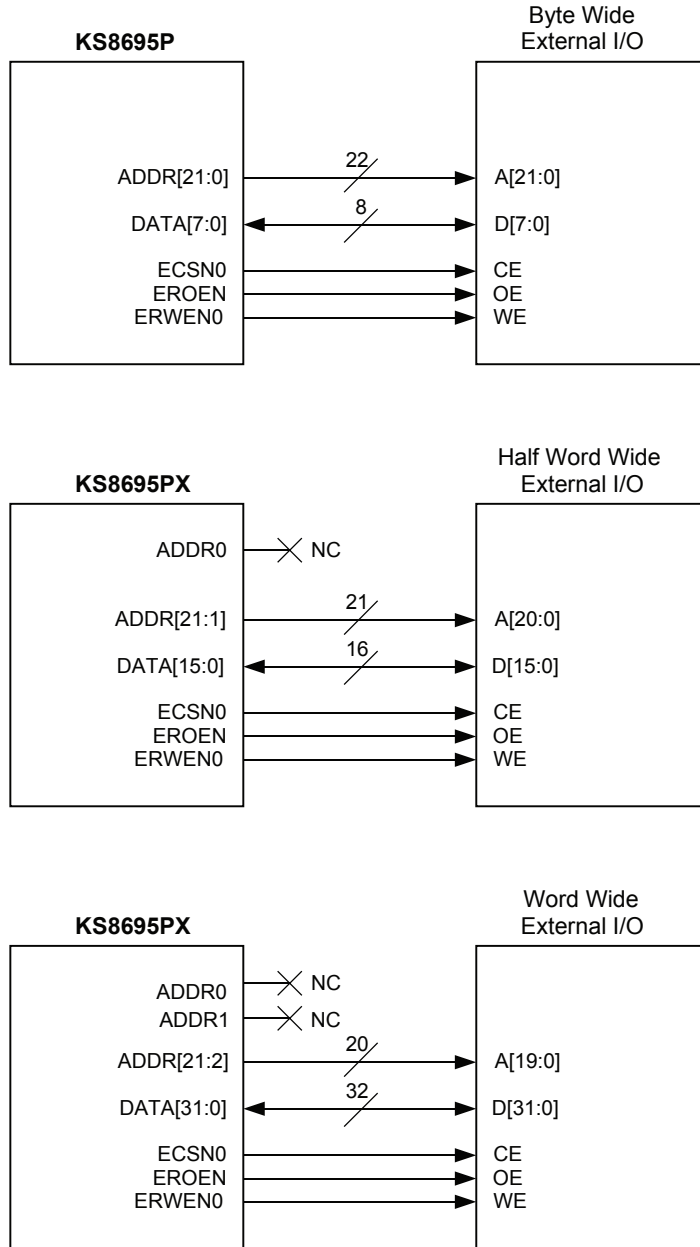 KS8695P
Byte Wide
External I/O
ADDR[21:0]
22
A[21:0]
DATA[7:0]
8
D[7:0]
ECSN0
CE
EROEN
OE
ERWEN0
WE
KS8695PX
Half Word Wide
External I/O
ADDR0
NC
ADDR[21:1]
21
A[20:0]
DATA[15:0]
16
D[15:0]
ECSN0
CE
EROEN
OE
ERWEN0
WE
KS8695PX
Word Wide
External I/O
ADDR0
NC
ADDR1
NC
ADDR[21:2]
20
A[19:0]
DATA[31:0]
32
D[31:0]
ECSN0
CE
EROEN
OE
ERWEN0
WE